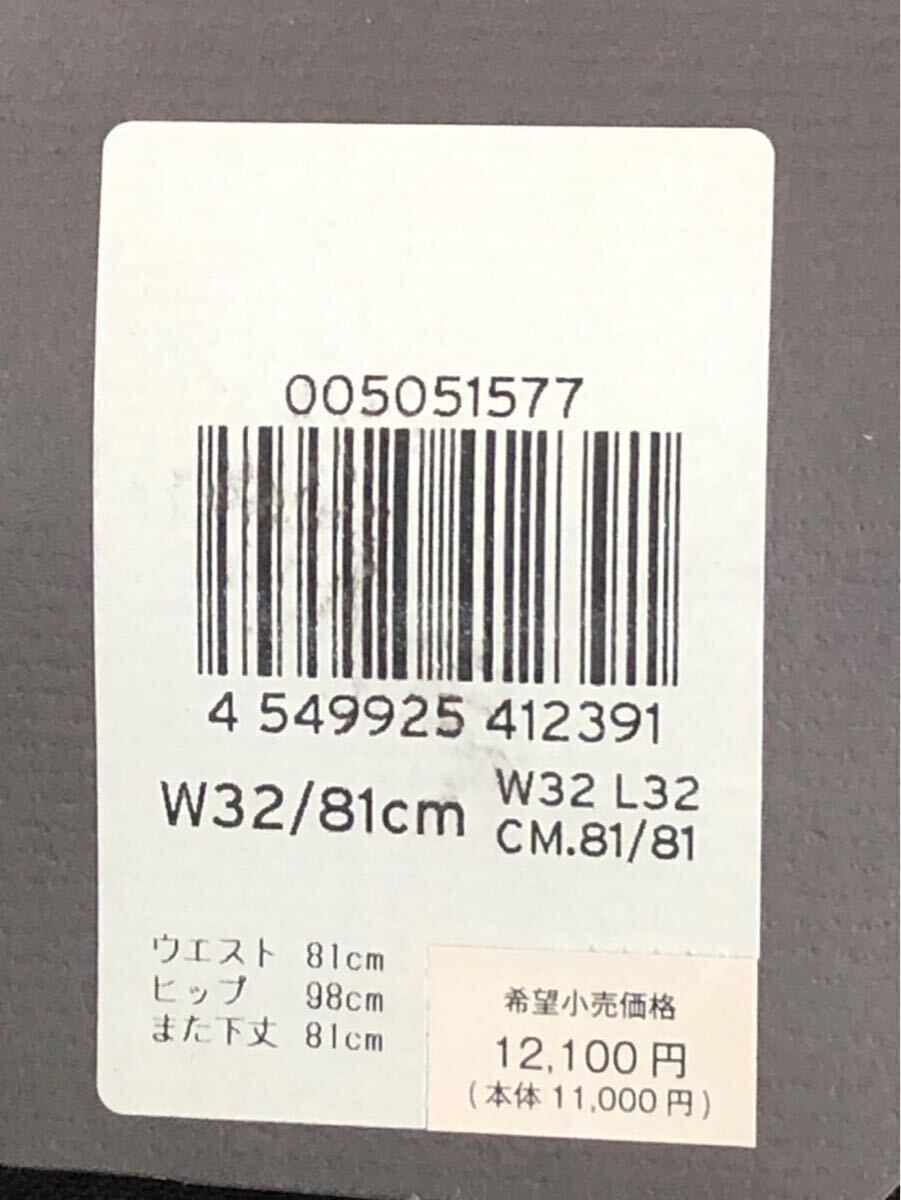 005051577
4 549925 412391
W32/81cm
W32 L32
CM.81/81
ウエスト 81cm
ヒップ 98cm
また下丈 81cm
希望小売価格
12,100円
(本体 11,000円)